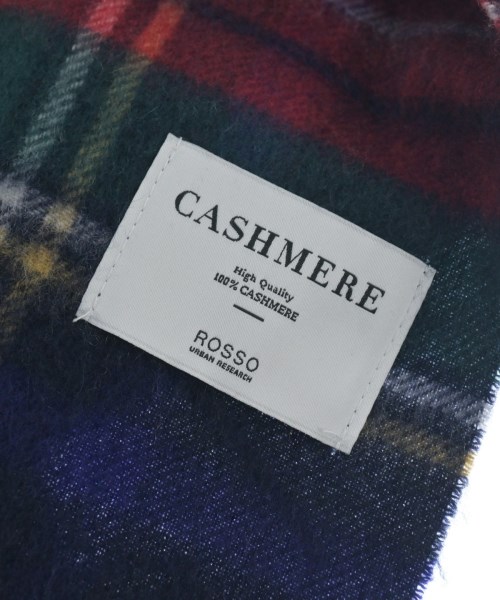 CASHMERE
High Quality
100% CASHMERE
ROSSO
URBAN RESEARCH